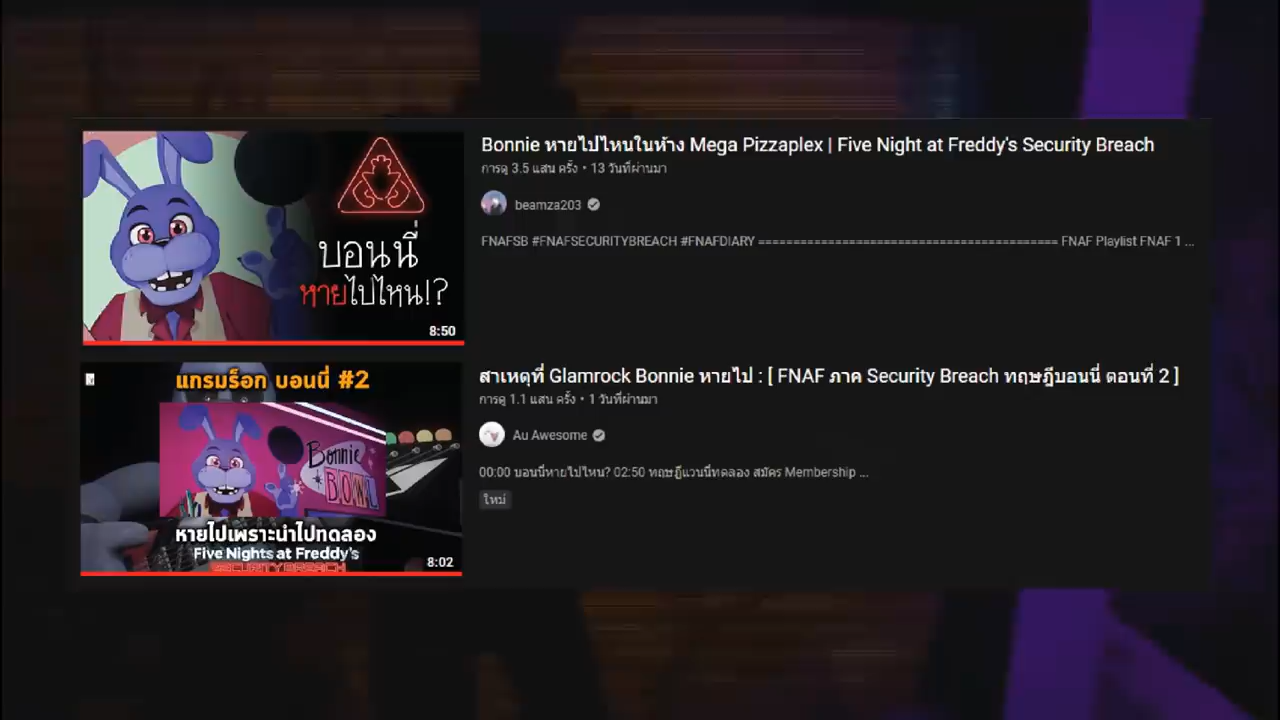 บอนนี่
หายไปไหน!?
8:50
Bonnie หายไปไหนในห้าง Mega Pizzaplex | Five Night at Freddy's Security Breach
การดู 3.5 แสน ครั้ง • 13 วันที่ผ่านมา
beamza203
FNAFSB #FNAFSECURITYBREACH #FNAFDIARY =========================================== FNAF Playlist FNAF 1 ...
แกรมร็อก บอนนี่ #2
Bonnie
BOWL
หายไปเพราะนำไปทดลอง
Five Nights at Freddy's
SECURITY BREACH
8:02
สาเหตุที่ Glamrock Bonnie หายไป : [ FNAF ภาค Security Breach ทฤษฎีบอนนี่ ตอนที่ 2 ]
การดู 1.1 แสน ครั้ง • 1 วันที่ผ่านมา
Au Awesome
00:00 บอนนี่หายไปไหน? 02:50 ทฤษฎีแวนนี่ทดลอง สมัคร Membership ...
ใหม่